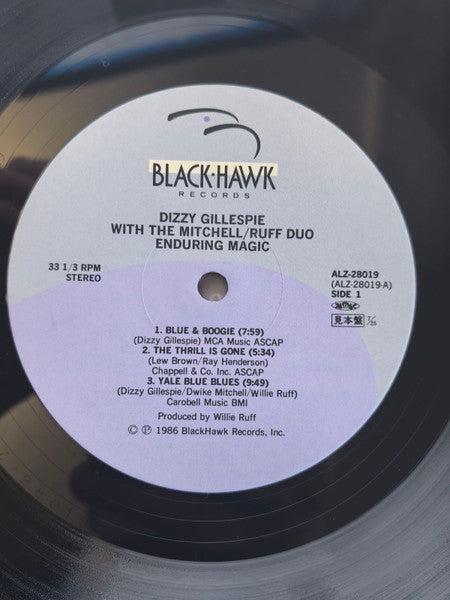 BLACK·HAWK
RECORDS
DIZZY GILLESPIE
WITH THE MITCHELL/RUFF DUO
ENDURING MAGIC
33 1/3 RPM
STEREO
ALZ-28019
(ALZ-28019-A)
SIDE 1
見本盤
1. BLUE & BOOGIE (7:59)
(Dizzy Gillespie) MCA Music ASCAP
2. THE THRILL IS GONE (5:34)
(Lew Brown/Ray Henderson)
Chappell & Co. Inc. ASCAP
3. YALE BLUE BLUES (9:49)
(Dizzy Gillespie/Dwike Mitchell/Willie Ruff)
Carobell Music BMI
Produced by Willie Ruff
© ℗ 1986 BlackHawk Records, Inc.